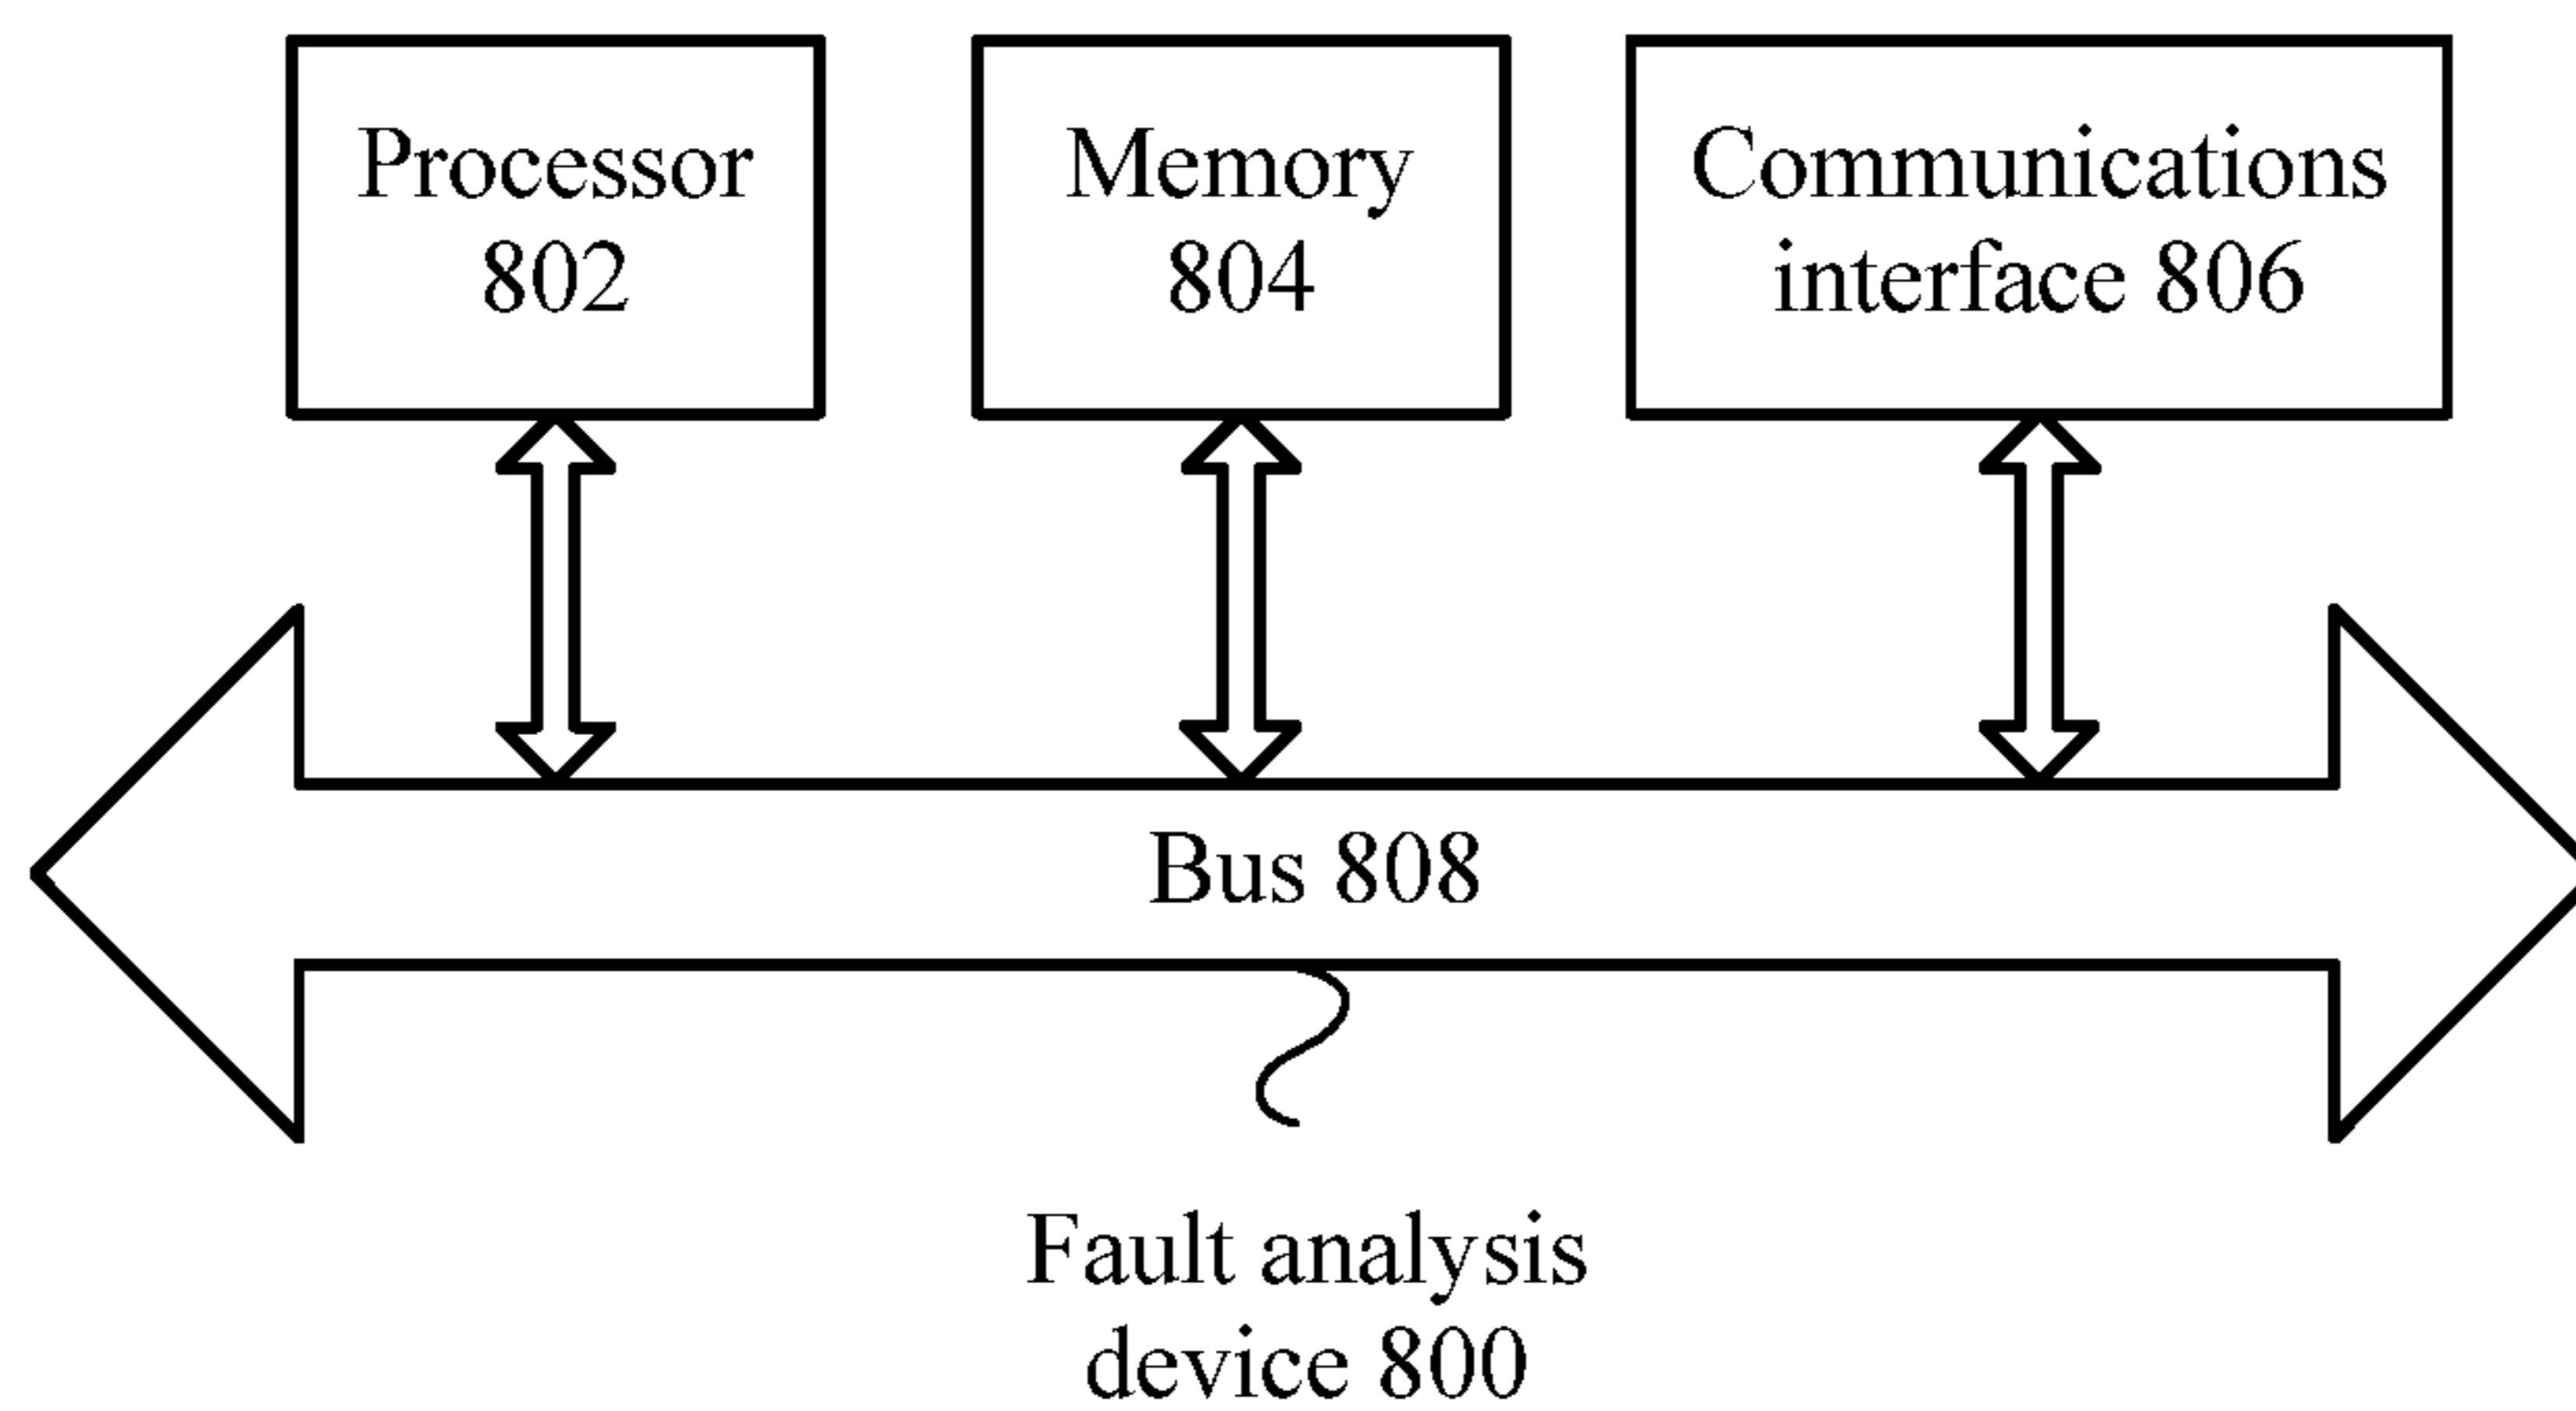 Processor
802
Memory
804
Communications
interface 806
Bus 808
Fault analysis
device 800